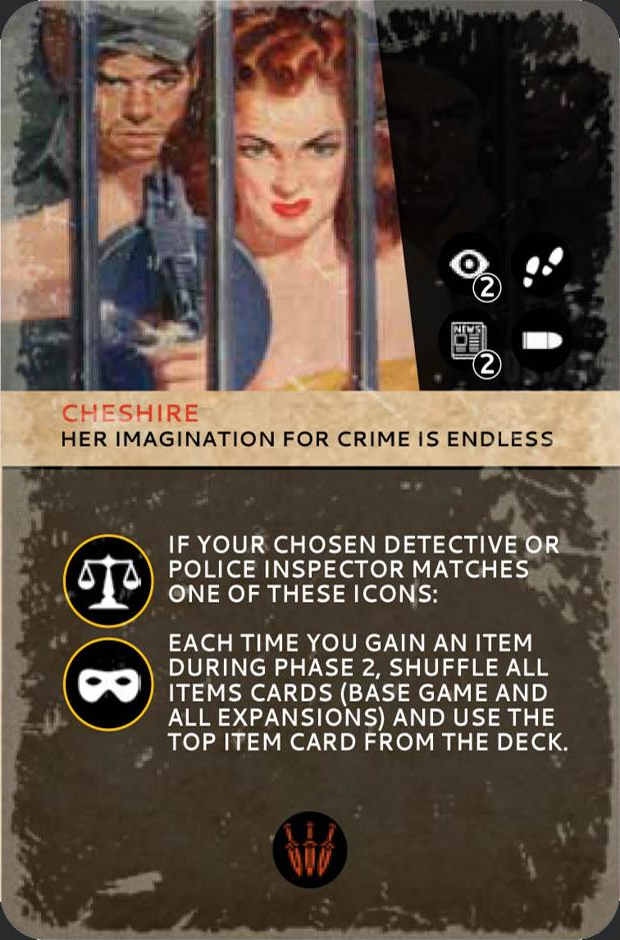 2
NEWS
2
CHESHIRE
HER IMAGINATION FOR CRIME IS ENDLESS
IF YOUR CHOSEN DETECTIVE OR
POLICE INSPECTOR MATCHES
ONE OF THESE ICONS:
EACH TIME YOU GAIN AN ITEM
DURING PHASE 2, SHUFFLE ALL
ITEMS CARDS (BASE GAME AND
ALL EXPANSIONS) AND USE THE
TOP ITEM CARD FROM THE DECK.